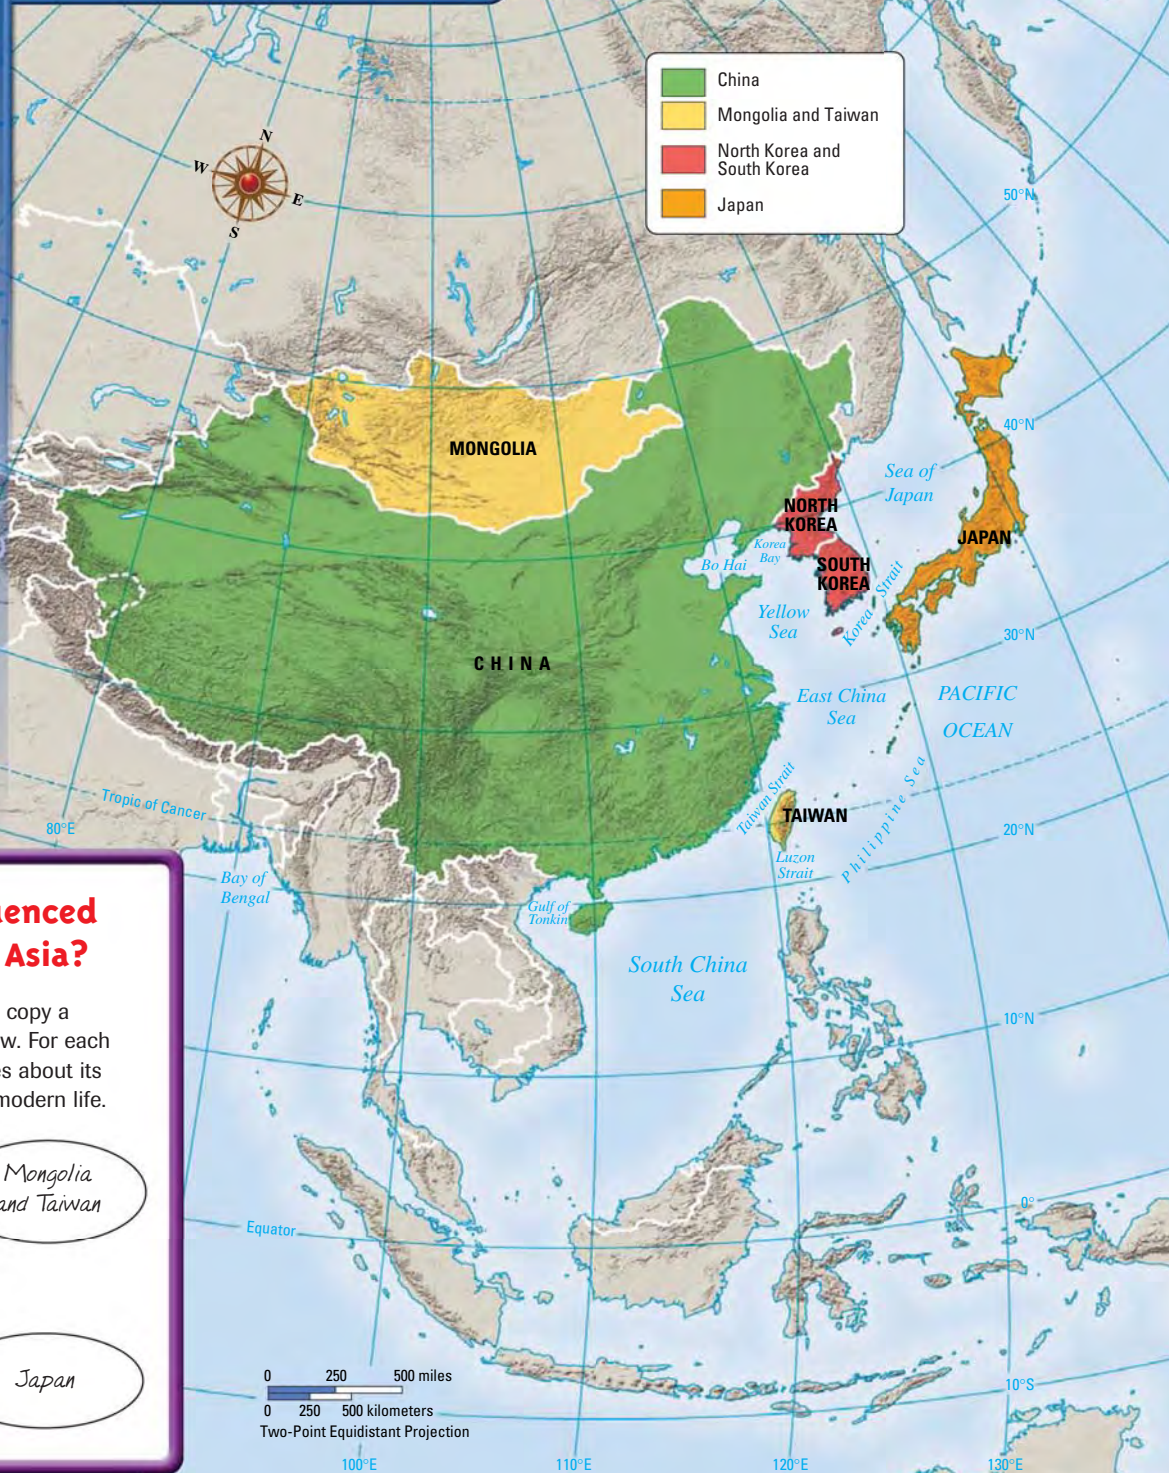 China
Mongolia and Taiwan
North Korea and
South Korea
Japan
N
W
E
S
50°N
40°N
30°N
20°N
10°N
0°
10°S
MONGOLIA
CHINA
NORTH
KOREA
SOUTH
KOREA
JAPAN
TAIWAN
Sea of
Japan
Korea
Bay
Bo Hai
Yellow
Sea
Korea Strait
East China
Sea
PACIFIC
OCEAN
Taiwan Strait
Philippine Sea
Luzon
Strait
Tropic of Cancer
80°E
Bay of
Bengal
Gulf of
Tonkin
South China
Sea
Equator
uenced
Asia?
copy a
w. For each
es about its
modern life.
Mongolia
and Taiwan
Japan
0 250 500 miles
0 250 500 kilometers
Two-Point Equidistant Projection
100°E
110°E
120°E
130°E